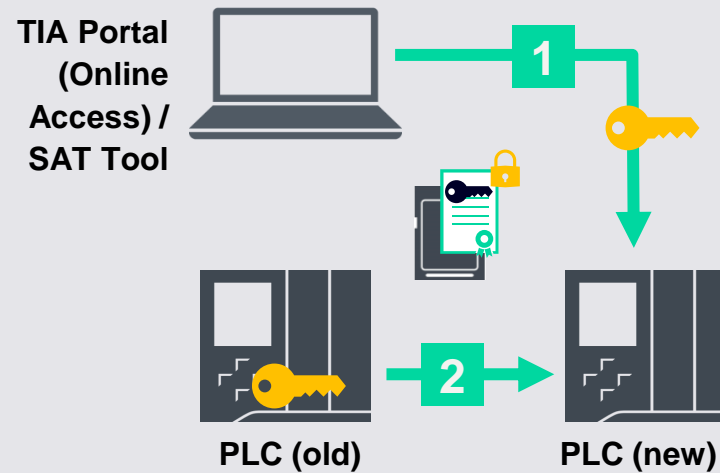 TIA Portal
(Online
Access) /
SAT Tool
1
2
PLC (old)
PLC (new)